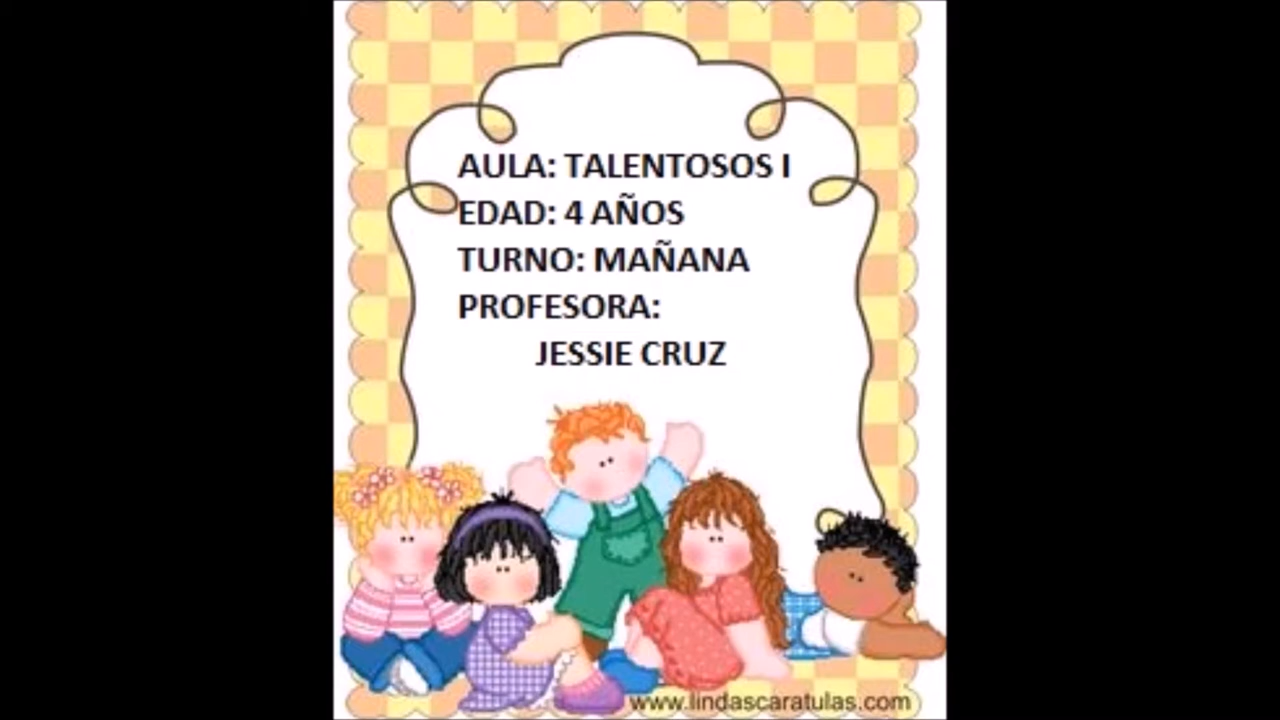 AULA: TALENTOSOS I
EDAD: 4 AÑOS
TURNO: MAÑANA
PROFESORA:
JESSIE CRUZ
www.lindascaratulas.com